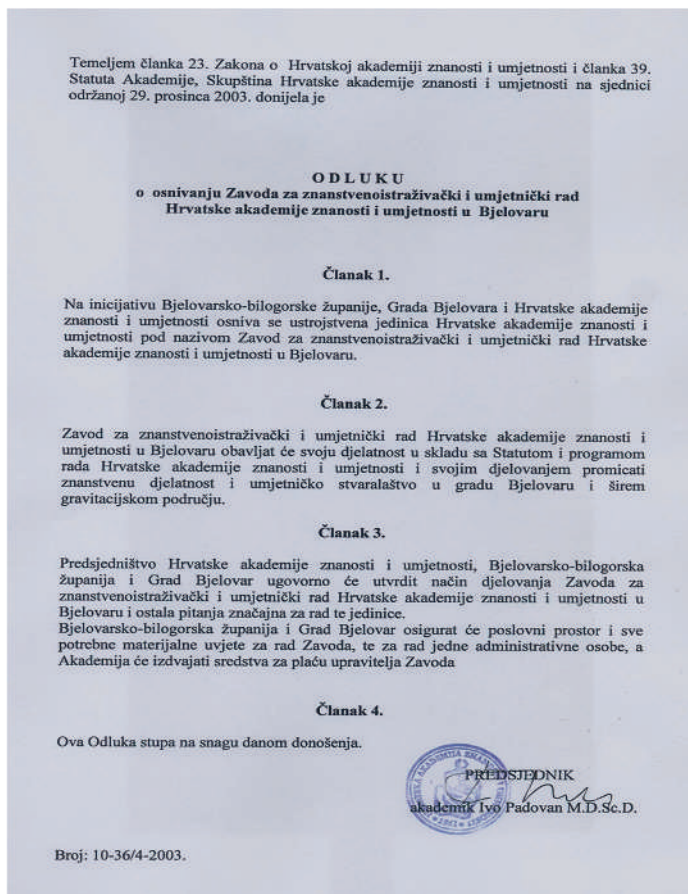 Temeljem članka 23. Zakona o Hrvatskoj akademiji znanosti i umjetnosti i članka 39.
Statuta Akademije, Skupština Hrvatske akademije znanosti i umjetnosti na sjednici
održanoj 29. prosinca 2003. donijela je
O D L U K U
o osnivanju Zavoda za znanstvenoistraživački i umjetnički rad
Hrvatske akademije znanosti i umjetnosti u Bjelovaru
Članak 1.
Na inicijativu Bjelovarsko-bilogorske županije, Grada Bjelovara i Hrvatske akademije
znanosti i umjetnosti osniva se ustrojstvena jedinica Hrvatske akademije znanosti i
umjetnosti pod nazivom Zavod za znanstvenoistraživački i umjetnički rad Hrvatske
akademije znanosti i umjetnosti u Bjelovaru.
Članak 2.
Zavod za znanstvenoistraživački i umjetnički rad Hrvatske akademije znanosti i
umjetnosti u Bjelovaru obavljat će svoju djelatnost u skladu sa Statutom i programom
rada Hrvatske akademije znanosti i umjetnosti i svojim djelovanjem promicati
znanstvenu djelatnost i umjetničko stvaralaštvo u gradu Bjelovaru i širem
gravitacijskom području.
Članak 3.
Predsjedništvo Hrvatske akademije znanosti i umjetnosti, Bjelovarsko-bilogorska
županija i Grad Bjelovar ugovorno će utvrdit način djelovanja Zavoda za
znanstvenoistraživački i umjetnički rad Hrvatske akademije znanosti i umjetnosti u
Bjelovaru i ostala pitanja značajna za rad te jedinice.
Bjelovarsko-bilogorska županija i Grad Bjelovar osigurat će poslovni prostor i sve
potrebne materijalne uvjete za rad Zavoda, te za rad jedne administrativne osobe, a
Akademija će izdvajati sredstva za plaću upravitelja Zavoda
Članak 4.
Ova Odluka stupa na snagu danom donošenja.
PREDSJEDNIK
akademik Ivo Padovan M.D.Sc.D.
Broj: 10-36/4-2003.